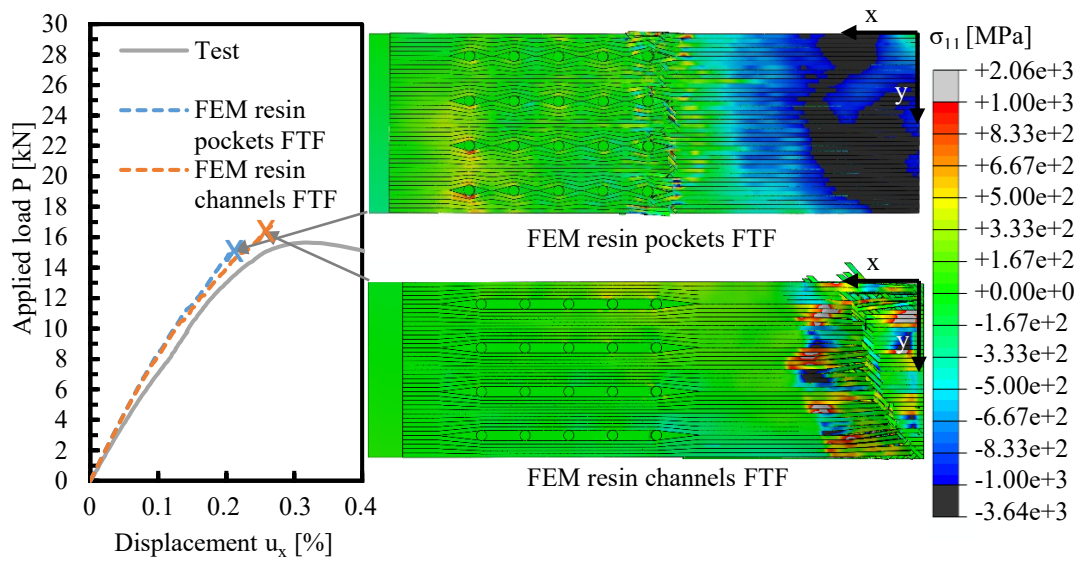 30
28
26
24
22
20
18
16
14
12
10
8
6
4
2
0
Applied load P [kN]
0 0.1 0.2 0.3 0.4
Displacement uₓ [%]
Test
FEM resin
pockets FTF
FEM resin
channels FTF
x
y
FEM resin pockets FTF
x
y
FEM resin channels FTF
σ₁₁ [MPa]
+2.06e+3
+1.00e+3
+8.33e+2
+6.67e+2
+5.00e+2
+3.33e+2
+1.67e+2
+0.00e+0
-1.67e+2
-3.33e+2
-5.00e+2
-6.67e+2
-8.33e+2
-1.00e+3
-3.64e+3